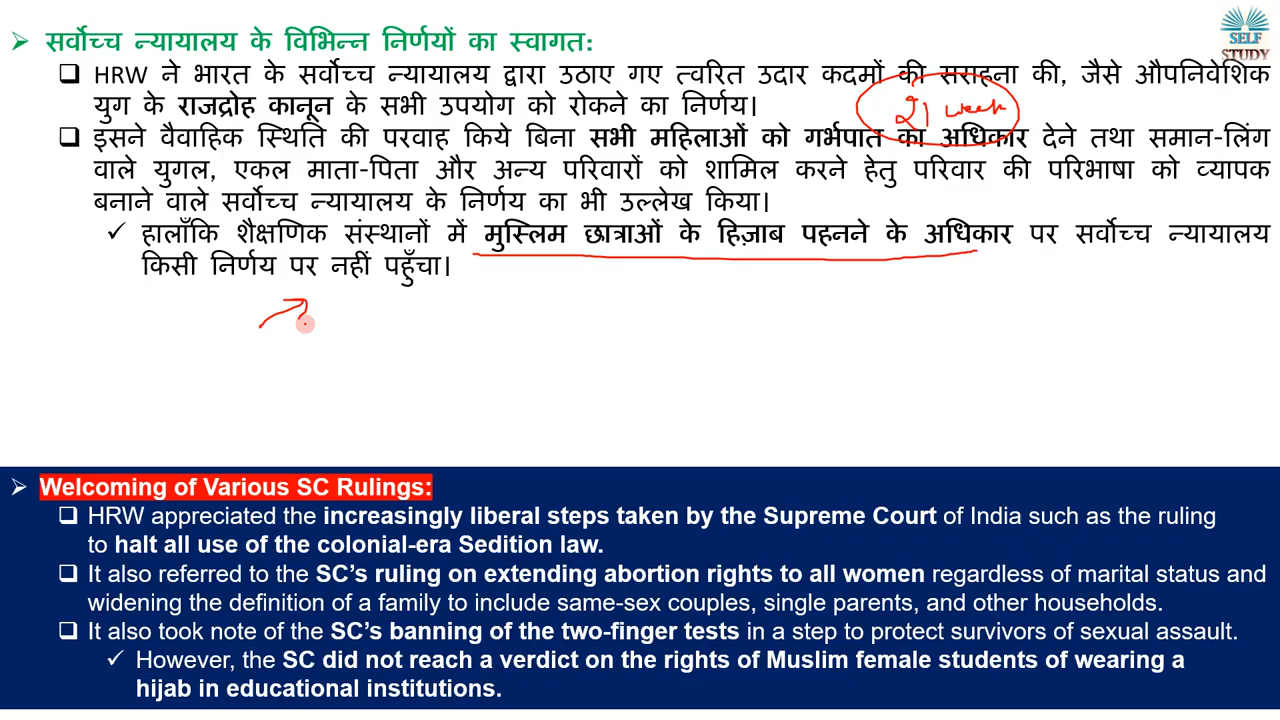 ➢ सर्वोच्च न्यायालय के विभिन्न निर्णयों का स्वागत:
SELF
STUDY
❑ HRW ने भारत के सर्वोच्च न्यायालय द्वारा उठाए गए त्वरित उदार कदमों की सराहना की, जैसे औपनिवेशिक
युग के राजद्रोह कानून के सभी उपयोग को रोकने का निर्णय।
21 week
❑ इसने वैवाहिक स्थिति की परवाह किये बिना सभी महिलाओं को गर्भपात का अधिकार देने तथा समान-लिंग
वाले युगल, एकल माता-पिता और अन्य परिवारों को शामिल करने हेतु परिवार की परिभाषा को व्यापक
बनाने वाले सर्वोच्च न्यायालय के निर्णय का भी उल्लेख किया।
✓ हालाँकि शैक्षणिक संस्थानों में मुस्लिम छात्राओं के हिज़ाब पहनने के अधिकार पर सर्वोच्च न्यायालय
किसी निर्णय पर नहीं पहुँचा।
➢ Welcoming of Various SC Rulings:
❑ HRW appreciated the increasingly liberal steps taken by the Supreme Court of India such as the ruling
to halt all use of the colonial-era Sedition law.
❑ It also referred to the SC’s ruling on extending abortion rights to all women regardless of marital status and
widening the definition of a family to include same-sex couples, single parents, and other households.
❑ It also took note of the SC’s banning of the two-finger tests in a step to protect survivors of sexual assault.
✓ However, the SC did not reach a verdict on the rights of Muslim female students of wearing a
hijab in educational institutions.